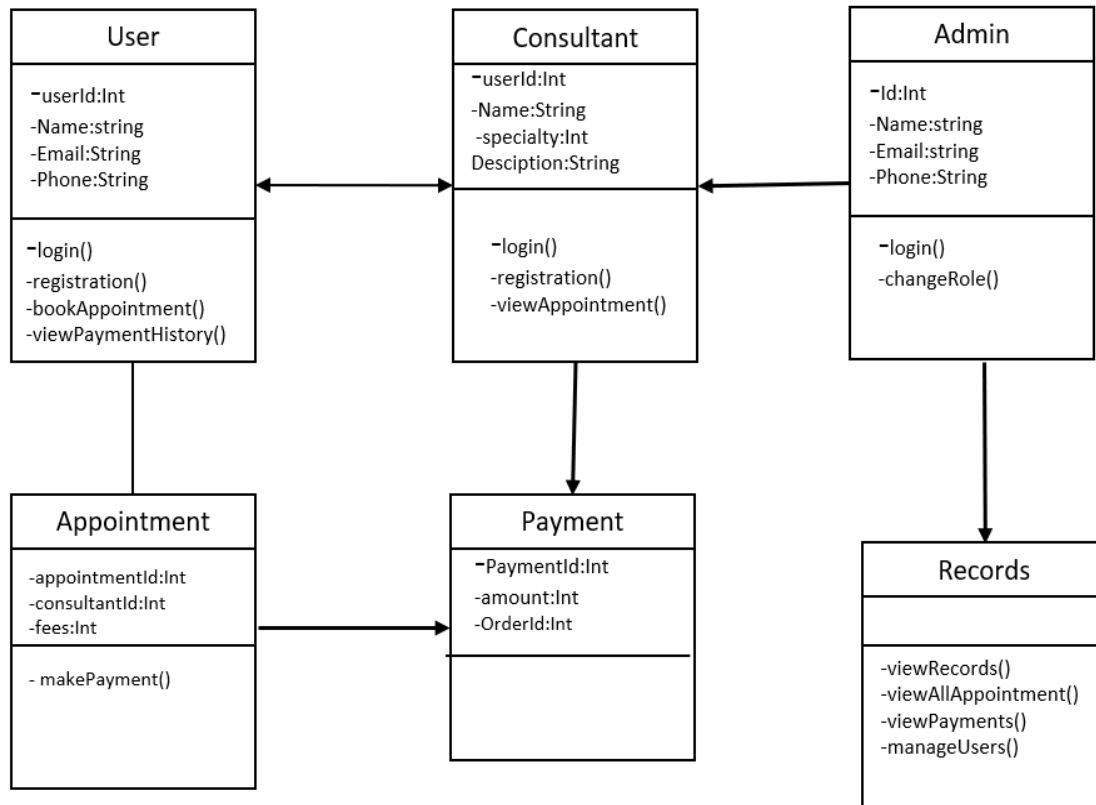 User
-userId:Int
-Name:string
-Email:String
-Phone:String
-login()
-registration()
-bookAppointment()
-viewPaymentHistory()
Consultant
-userId:Int
-Name:String
-specialty:Int
Desciption:String
-login()
-registration()
-viewAppointment()
Admin
-Id:Int
-Name:string
-Email:string
-Phone:String
-login()
-changeRole()
Appointment
-appointmentId:Int
-consultantId:Int
-fees:Int
- makePayment()
Payment
-PaymentId:Int
-amount:Int
-OrderId:Int
Records
-viewRecords()
-viewAllAppointment()
-viewPayments()
-manageUsers()